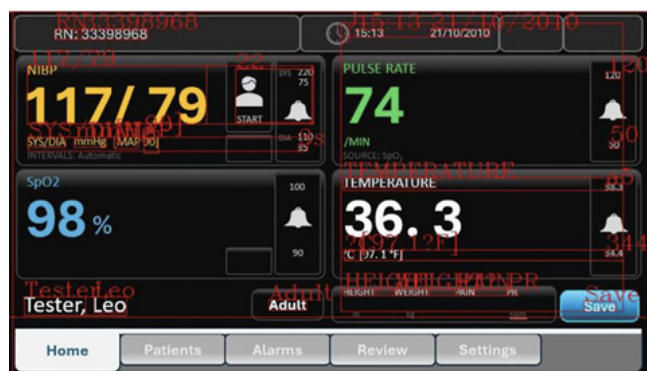 RN: 33398968
15:13 21/10/2010
NIBP
117/ 79
SYS/DIA mmHg [MAP 90]
INTERVALS: Automatic
START
SYS 220
75
DIA 110
35
PULSE RATE
74
/MIN
SOURCE: SpO₂
120
50
SpO2
98 %
100
90
TEMPERATURE
36. 3
°C [97.1 °F]
38.3
34.4
Tester, Leo
Adult
HEIGHT WEIGHT PAIN PR
m kg
Save
Home Patients Alarms Review Settings